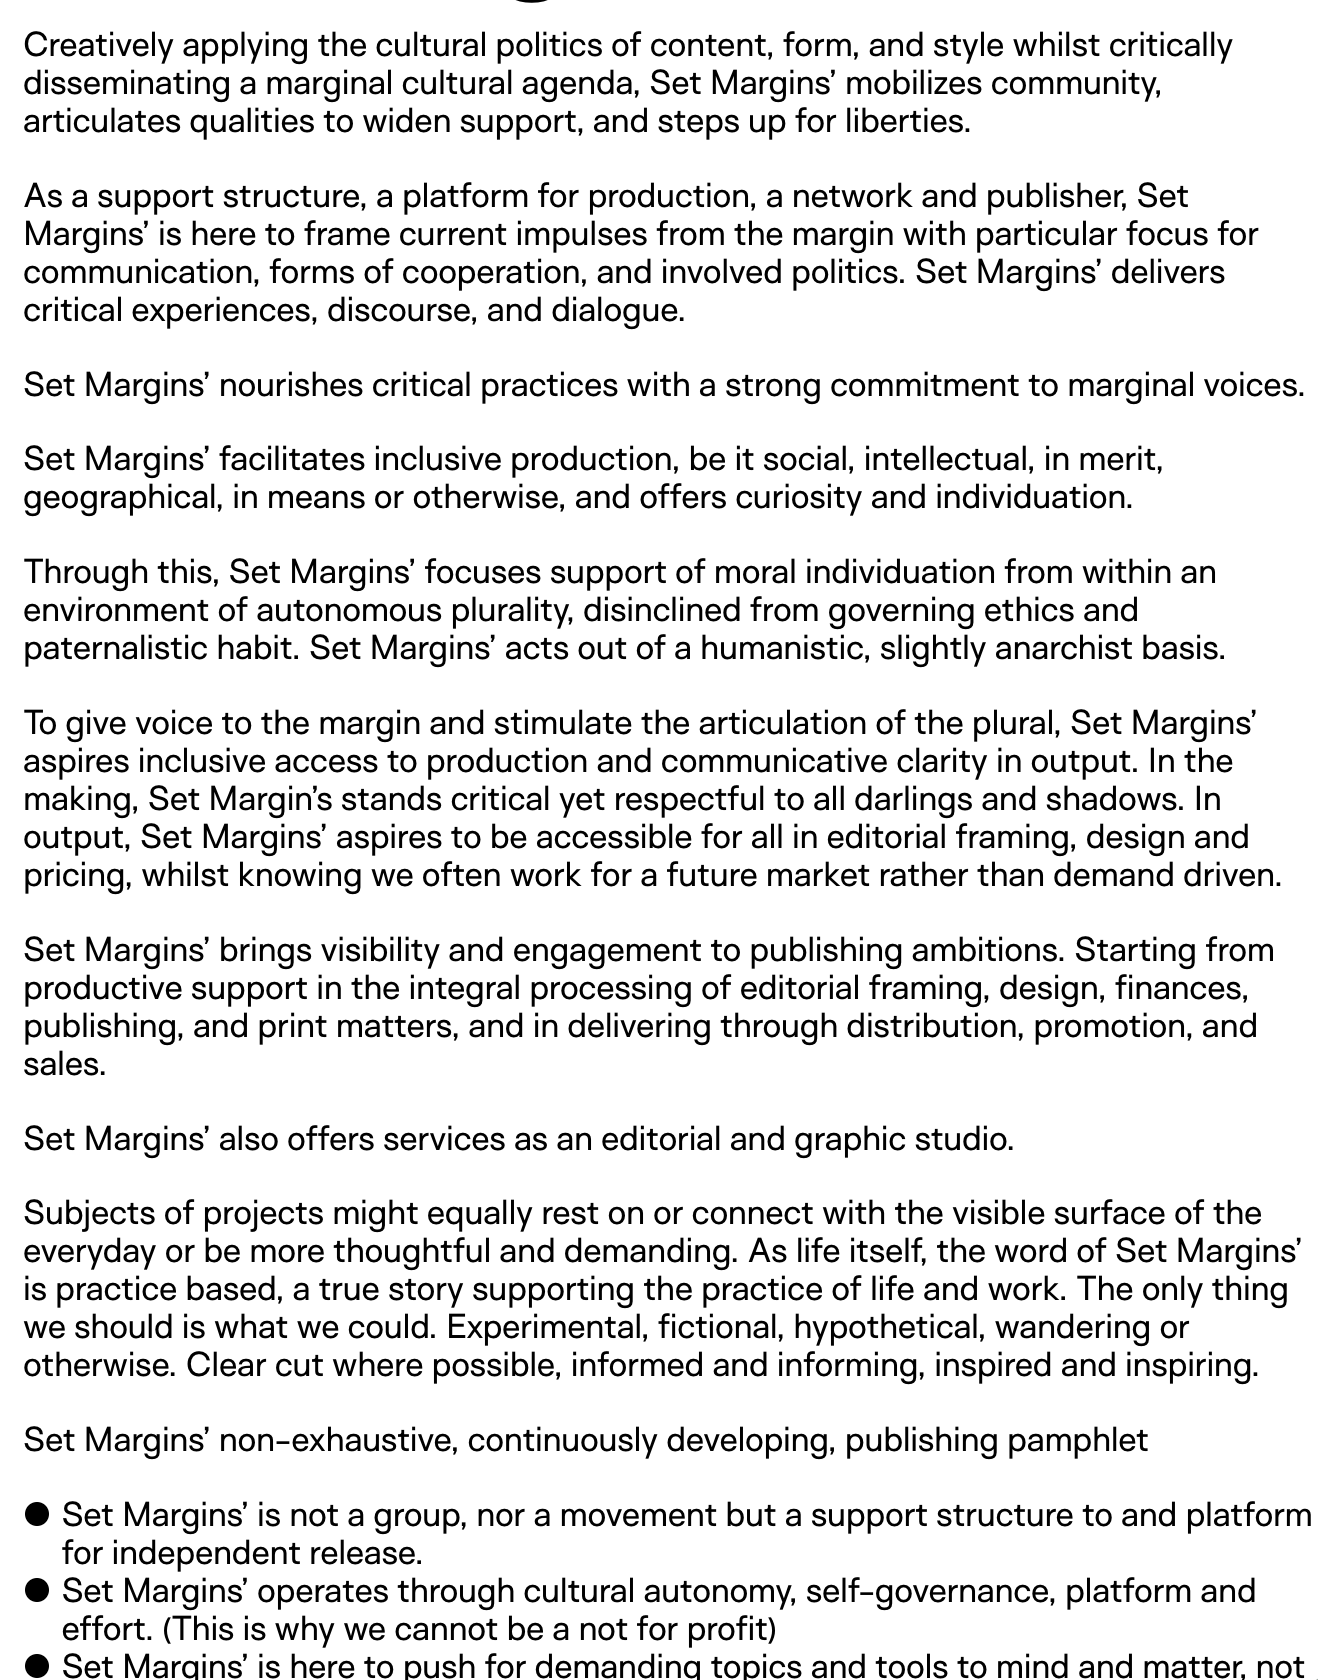 Creatively applying the cultural politics of content, form, and style whilst critically
disseminating a marginal cultural agenda, Set Margins’ mobilizes community,
articulates qualities to widen support, and steps up for liberties.
As a support structure, a platform for production, a network and publisher, Set
Margins’ is here to frame current impulses from the margin with particular focus for
communication, forms of cooperation, and involved politics. Set Margins’ delivers
critical experiences, discourse, and dialogue.
Set Margins’ nourishes critical practices with a strong commitment to marginal voices.
Set Margins’ facilitates inclusive production, be it social, intellectual, in merit,
geographical, in means or otherwise, and offers curiosity and individuation.
Through this, Set Margins’ focuses support of moral individuation from within an
environment of autonomous plurality, disinclined from governing ethics and
paternalistic habit. Set Margins’ acts out of a humanistic, slightly anarchist basis.
To give voice to the margin and stimulate the articulation of the plural, Set Margins’
aspires inclusive access to production and communicative clarity in output. In the
making, Set Margin’s stands critical yet respectful to all darlings and shadows. In
output, Set Margins’ aspires to be accessible for all in editorial framing, design and
pricing, whilst knowing we often work for a future market rather than demand driven.
Set Margins’ brings visibility and engagement to publishing ambitions. Starting from
productive support in the integral processing of editorial framing, design, finances,
publishing, and print matters, and in delivering through distribution, promotion, and
sales.
Set Margins’ also offers services as an editorial and graphic studio.
Subjects of projects might equally rest on or connect with the visible surface of the
everyday or be more thoughtful and demanding. As life itself, the word of Set Margins’
is practice based, a true story supporting the practice of life and work. The only thing
we should is what we could. Experimental, fictional, hypothetical, wandering or
otherwise. Clear cut where possible, informed and informing, inspired and inspiring.
Set Margins’ non-exhaustive, continuously developing, publishing pamphlet
● Set Margins’ is not a group, nor a movement but a support structure to and platform
for independent release.
● Set Margins’ operates through cultural autonomy, self-governance, platform and
effort. (This is why we cannot be a not for profit)
● Set Margins’ is here to push for demanding topics and tools to mind and matter, not